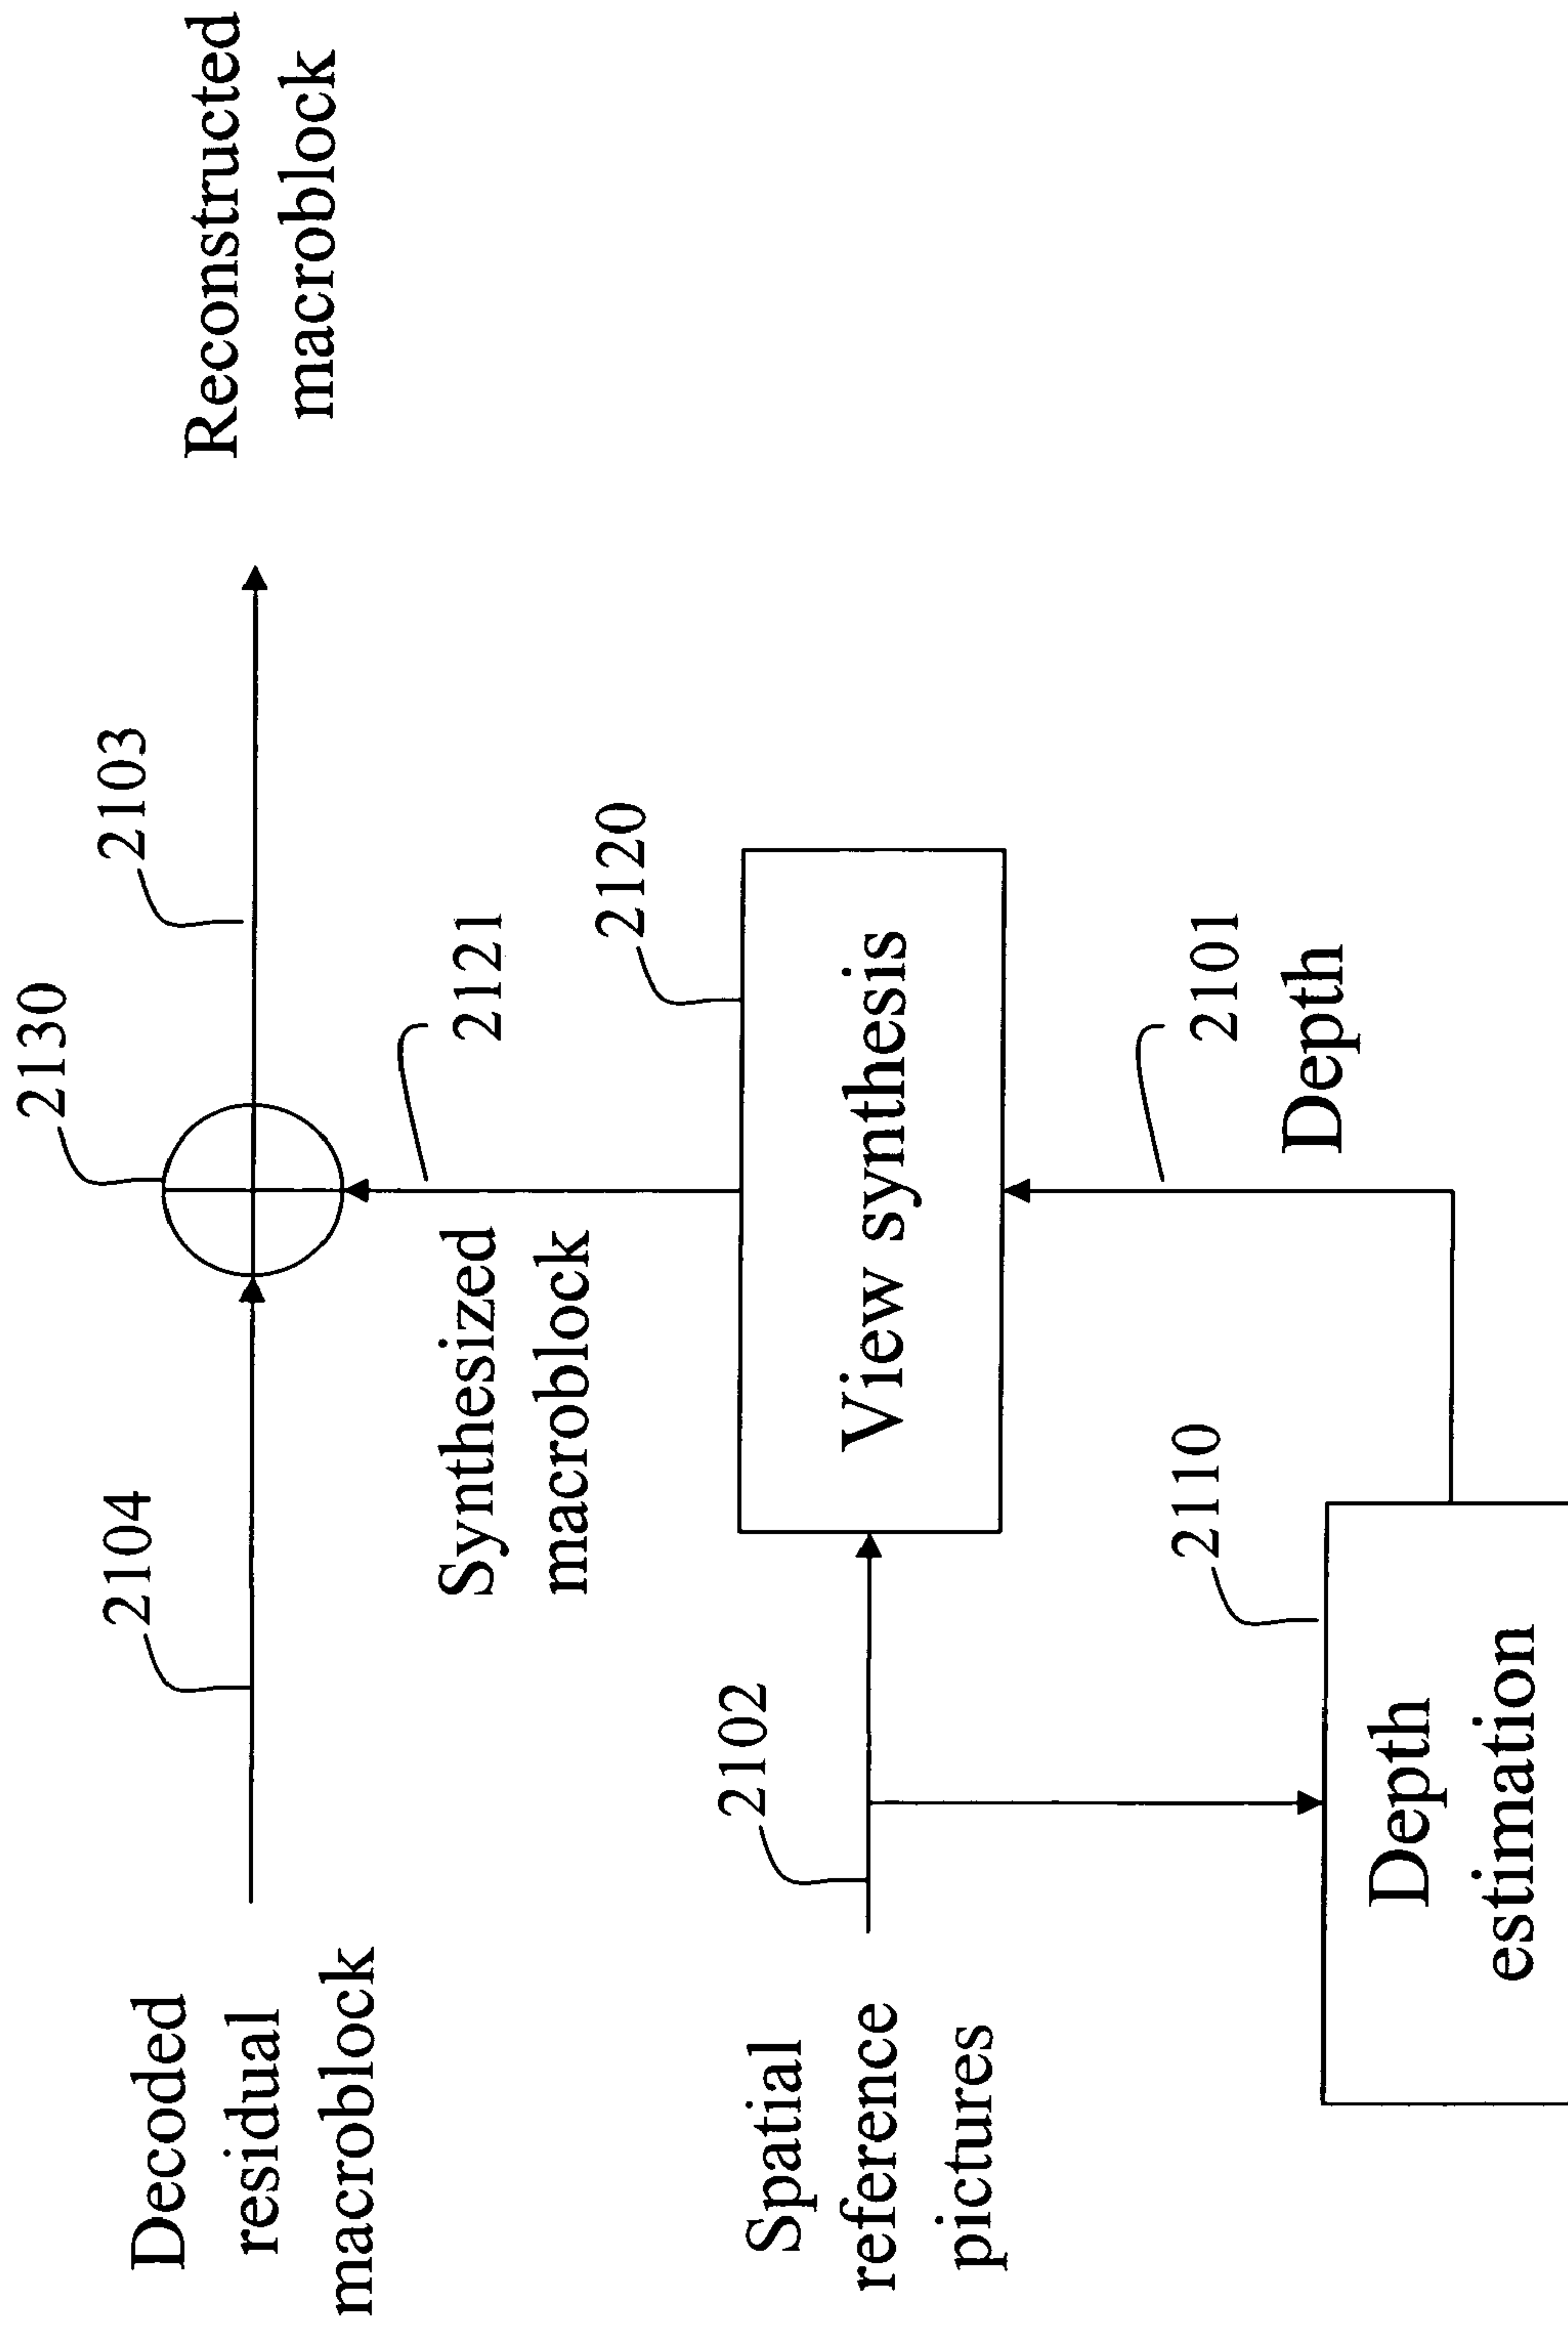 2130
2103
2104
Decoded
residual
macroblock
Reconstructed
macroblock
Synthesized
macroblock
2121
2120
2102
Spatial
reference
pictures
View synthesis
2110
2101
Depth
Depth
estimation